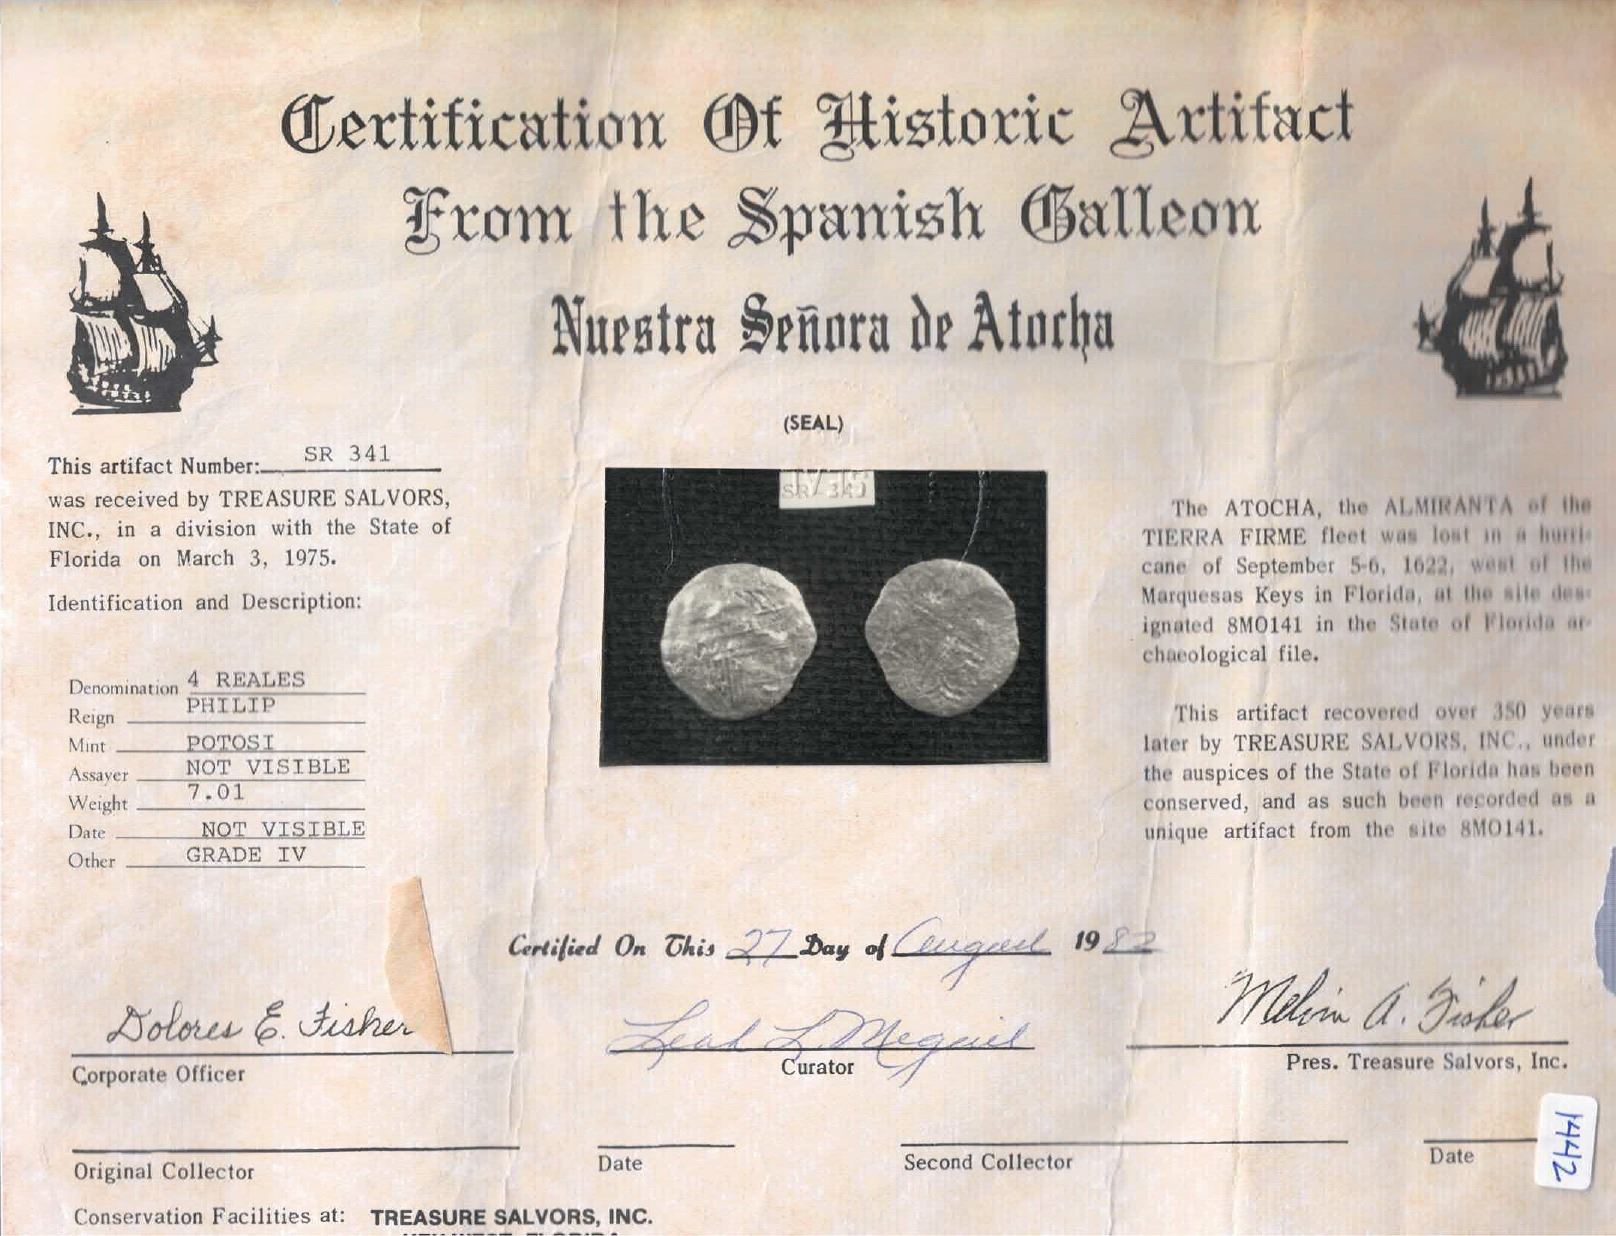 Certification Of Historic Artifact
From the Spanish Galleon
Nuestra Señora de Atocha
(SEAL)
This artifact Number: SR 341
was received by TREASURE SALVORS,
INC., in a division with the State of
Florida on March 3, 1975.
Identification and Description:
Denomination 4 REALES
Reign PHILIP
Mint POTOSI
Assayer NOT VISIBLE
Weight 7.01
Date NOT VISIBLE
Other GRADE IV
The ATOCHA, the ALMIRANTA of the
TIERRA FIRME fleet was lost in a hurri-
cane of September 5-6, 1622, west of the
Marquesas Keys in Florida, at the site des-
ignated 8MO141 in the State of Florida ar-
chaeological file.
This artifact recovered over 350 years
later by TREASURE SALVORS, INC., under
the auspices of the State of Florida has been
conserved, and as such been recorded as a
unique artifact from the site 8MO141.
Certified On This 27 Day of August 1982
Dolores E. Fisher
Corporate Officer
Curator
Melvin A. Fisher
Pres. Treasure Salvors, Inc.
Original Collector
Date
Second Collector
Date
1442
Conservation Facilities at: TREASURE SALVORS, INC.